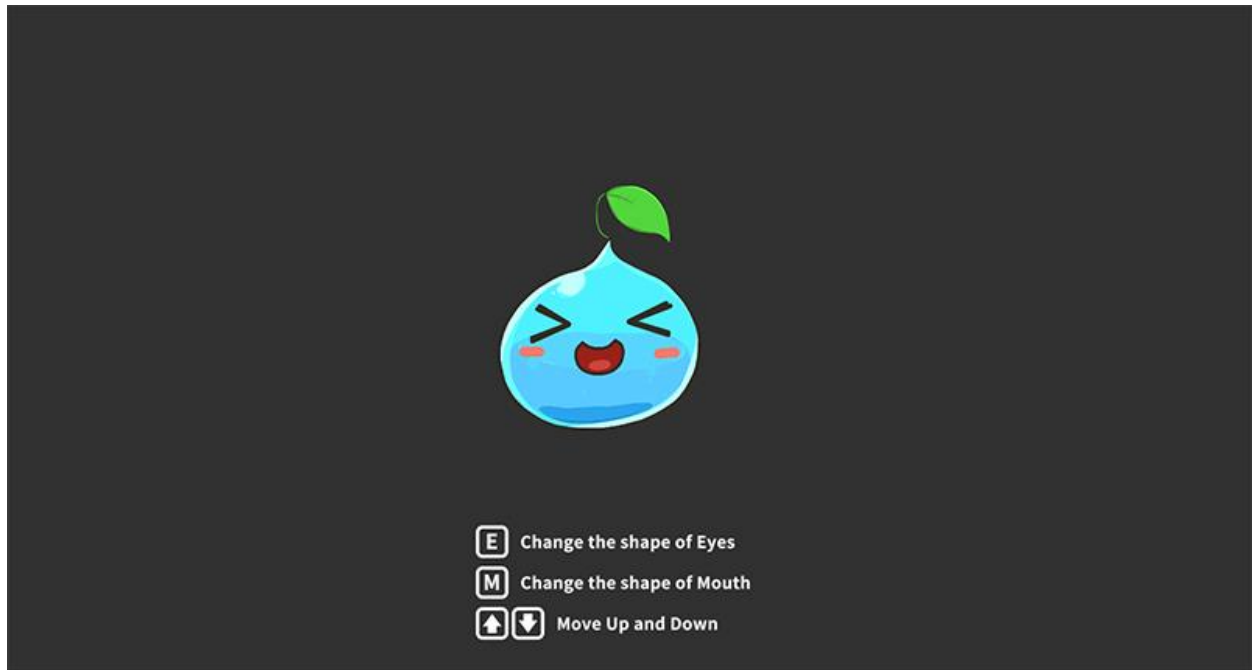 E Change the shape of Eyes
M Change the shape of Mouth
Move Up and Down